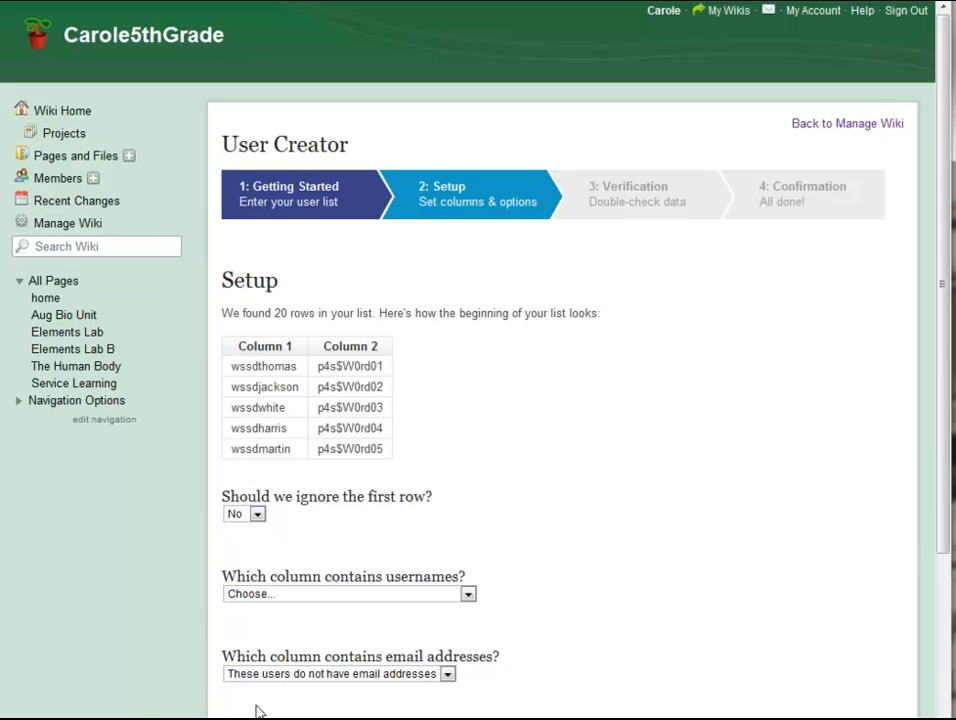 Carole · My Wikis · My Account · Help · Sign Out
Carole5thGrade
Wiki Home
Projects
Pages and Files
Members
Recent Changes
Manage Wiki
Search Wiki
All Pages
home
Aug Bio Unit
Elements Lab
Elements Lab B
The Human Body
Service Learning
Navigation Options
edit navigation
Back to Manage Wiki
User Creator
1: Getting Started
Enter your user list
2: Setup
Set columns & options
3: Verification
Double-check data
4: Confirmation
All done!
Setup
We found 20 rows in your list. Here's how the beginning of your list looks:
Column 1 Column 2
wssdthomas p4s$W0rd01
wssdjackson p4s$W0rd02
wssdwhite p4s$W0rd03
wssdharris p4s$W0rd04
wssdmartin p4s$W0rd05
Should we ignore the first row?
No
Which column contains usernames?
Choose...
Which column contains email addresses?
These users do not have email addresses